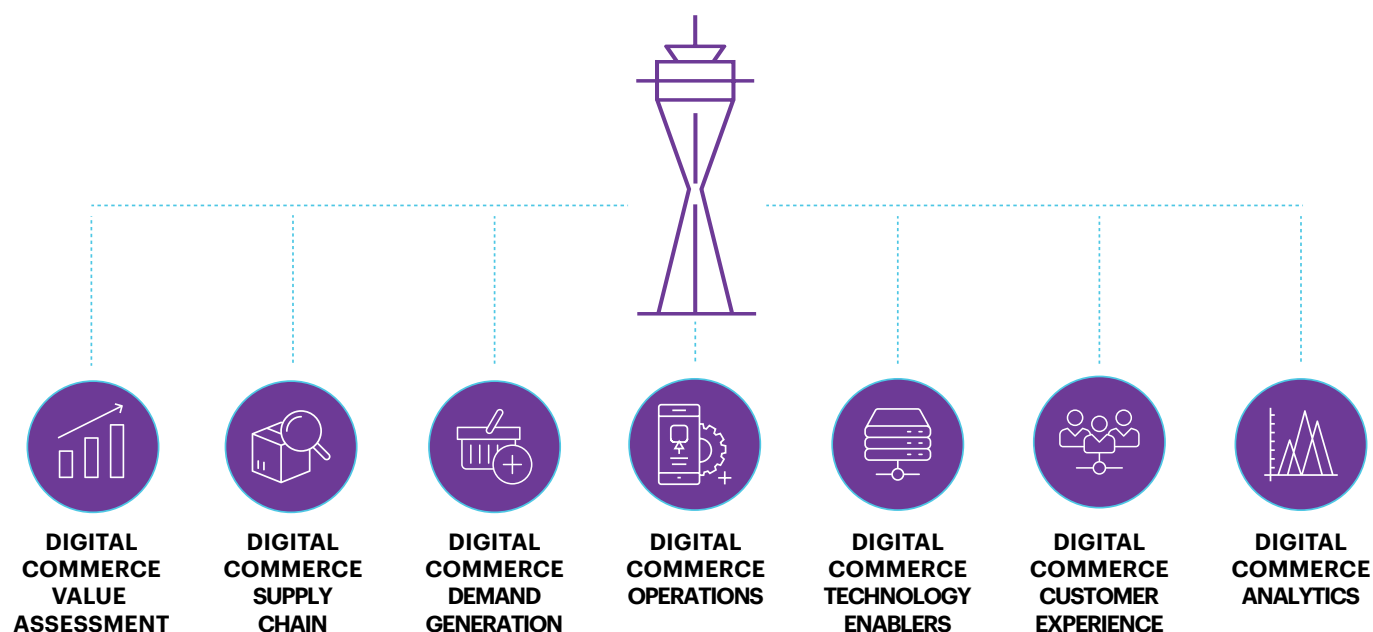 DIGITAL
COMMERCE
VALUE
ASSESSMENT
DIGITAL
COMMERCE
SUPPLY
CHAIN
DIGITAL
COMMERCE
DEMAND
GENERATION
DIGITAL
COMMERCE
OPERATIONS
DIGITAL
COMMERCE
TECHNOLOGY
ENABLERS
DIGITAL
COMMERCE
CUSTOMER
EXPERIENCE
DIGITAL
COMMERCE
ANALYTICS